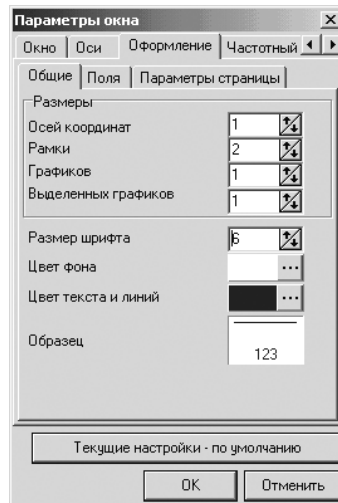 Параметры окна
Окно Оси Оформление Частотный
Общие Поля Параметры страницы
Размеры
Осей координат 1
Рамки 2
Графиков 1
Выделенных графиков 1
Размер шрифта 6
Цвет фона ...
Цвет текста и линий ...
Образец 123
Текущие настройки - по умолчанию
OK Отменить